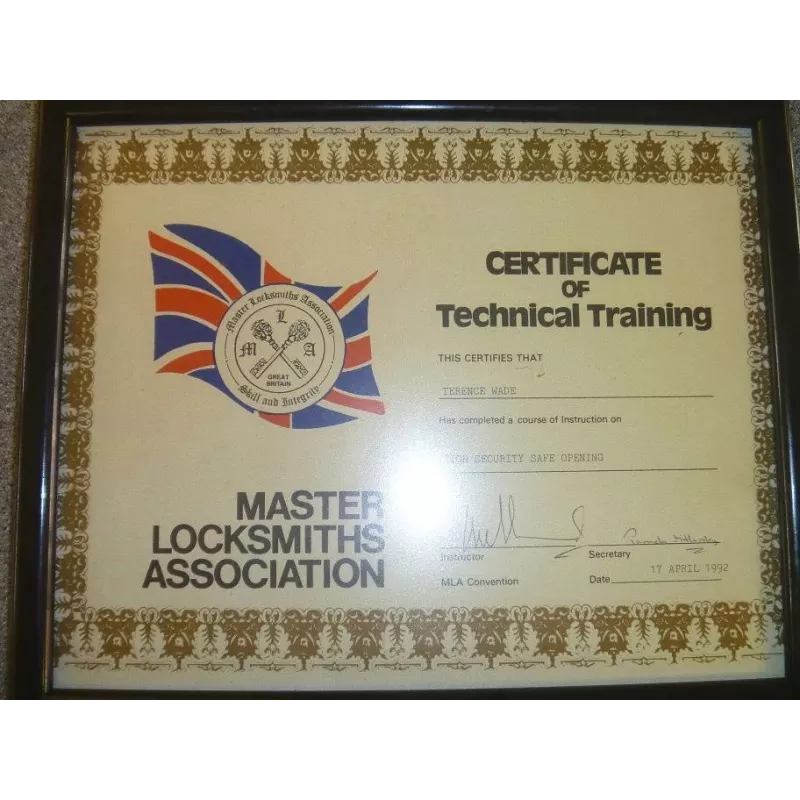 Master Locksmiths Association
L
M A
GREAT
BRITAIN
Skill and Integrity
MASTER
LOCKSMITHS
ASSOCIATION
CERTIFICATE
OF
Technical Training
THIS CERTIFIES THAT
TERENCE WADE
Has completed a course of Instruction on
SECURITY SAFE OPENING
Instructor Secretary
MLA Convention Date 17 APRIL 1992